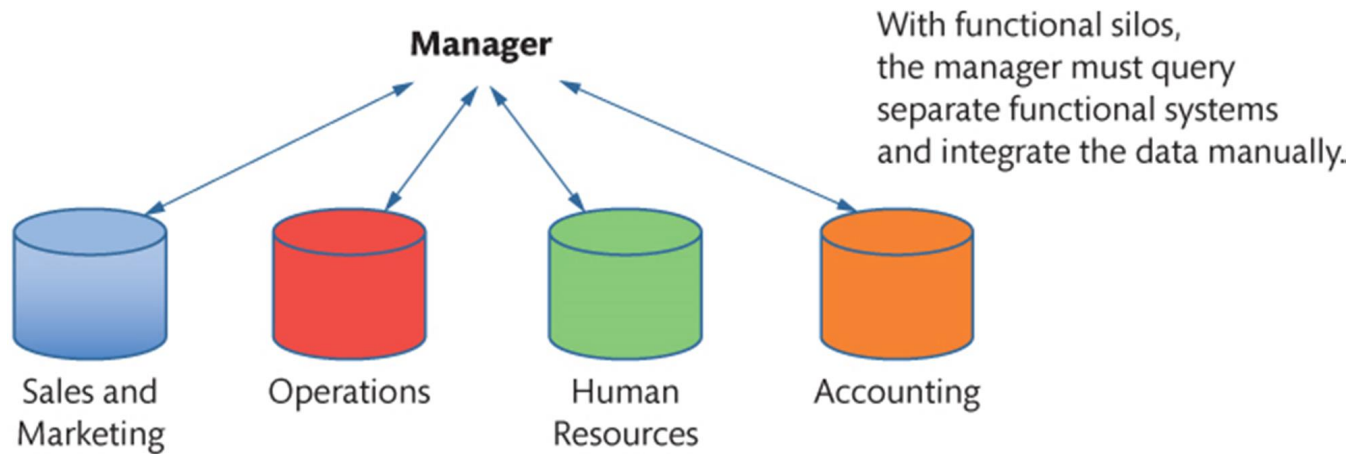 Manager
With functional silos,
the manager must query
separate functional systems
and integrate the data manually.
Sales and
Marketing
Operations
Human
Resources
Accounting